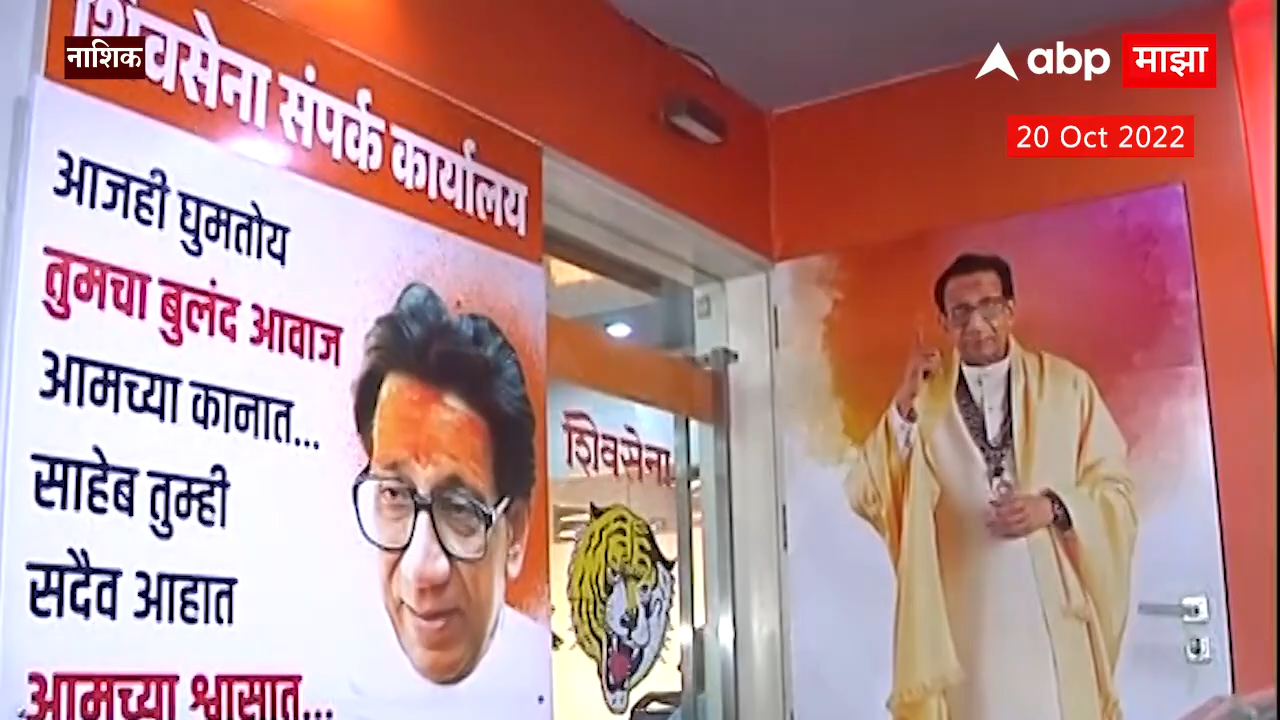 नाशिक
abp माझा
20 Oct 2022
शिवसेना संपर्क कार्यालय
आजही घुमतोय
तुमचा बुलंद आवाज
आमच्या कानात...
साहेब तुम्ही
सदैव आहात
आमच्या श्वासात...
शिवसेना